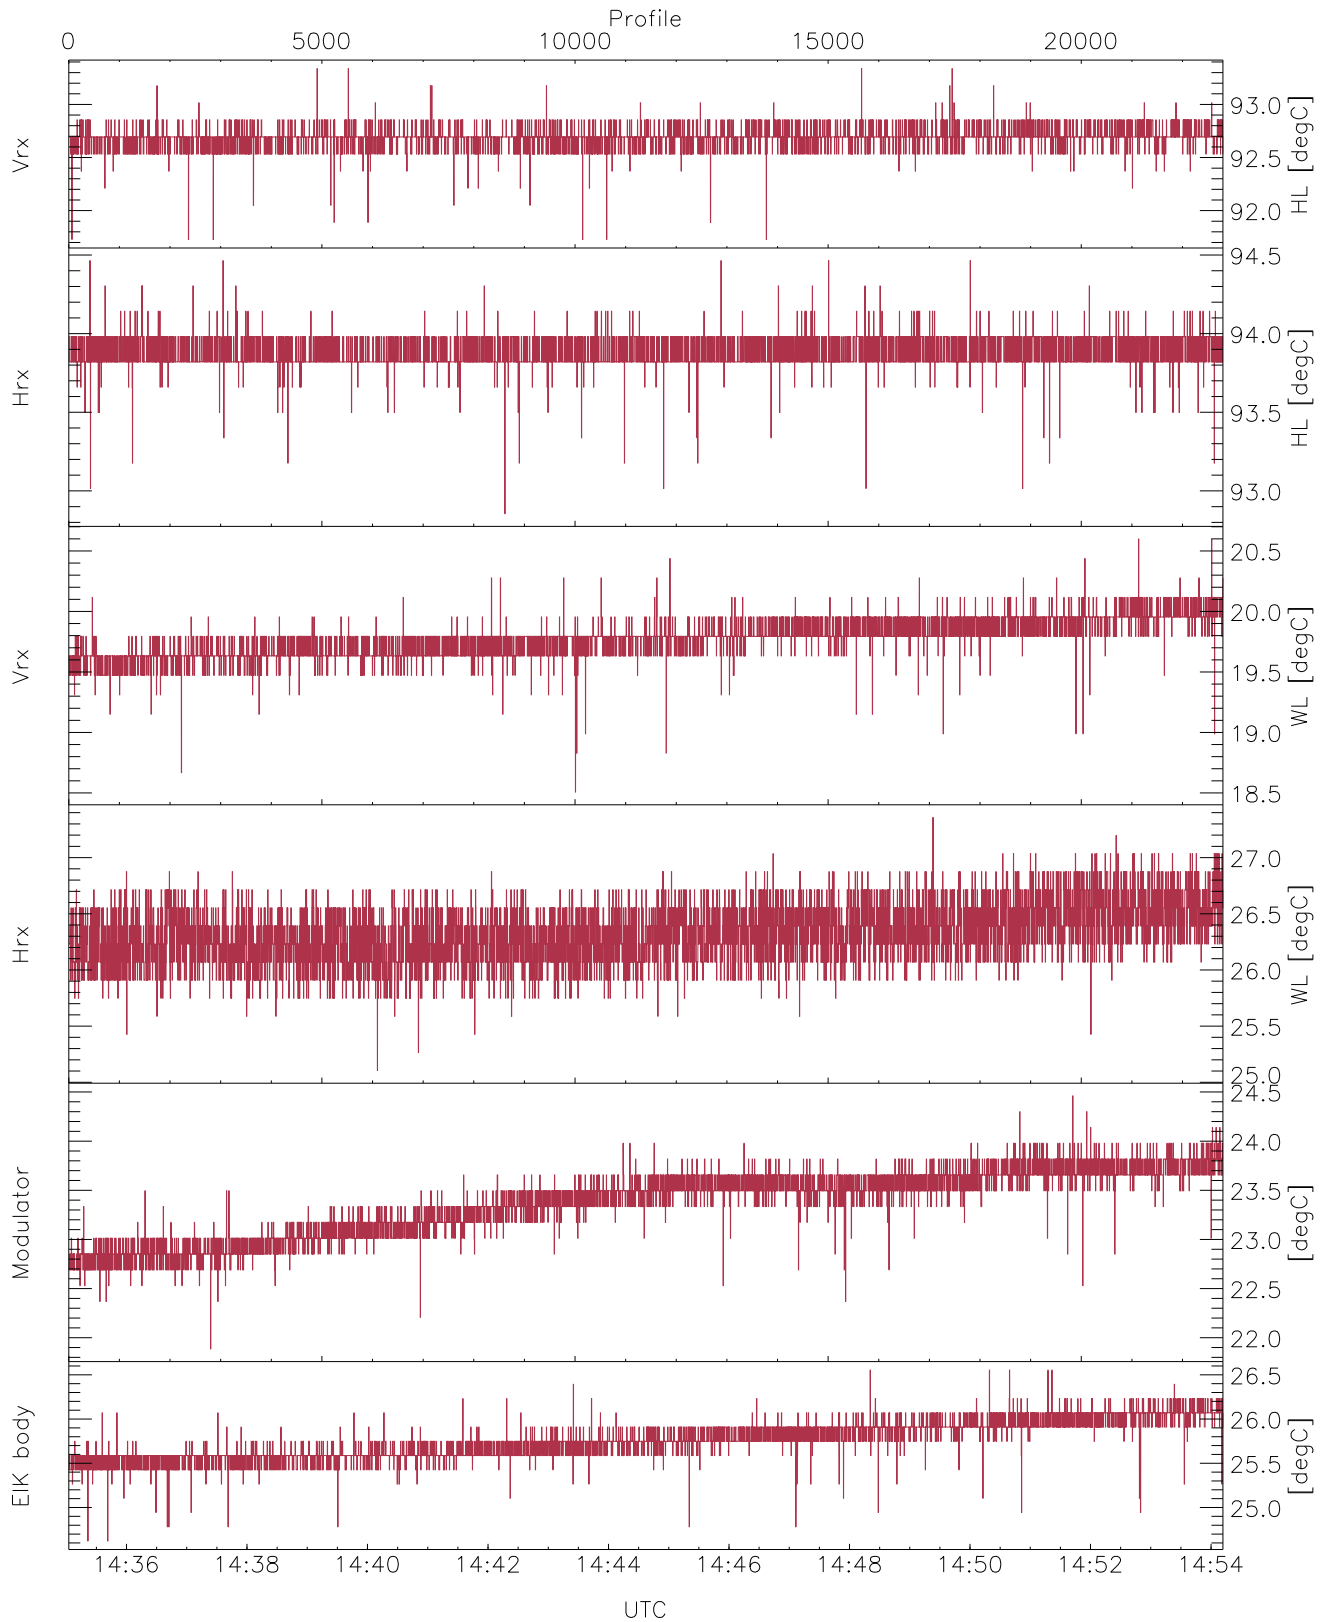 Profile
0 5000 10000 15000 20000
Vrx
93.0
92.5
92.0
HL [degC]
Hrx
94.5
94.0
93.5
93.0
HL [degC]
Vrx
20.5
20.0
19.5
19.0
18.5
WL [degC]
Hrx
27.0
26.5
26.0
25.5
25.0
WL [degC]
Modulator
24.5
24.0
23.5
23.0
22.5
22.0
[degC]
EIK body
26.5
26.0
25.5
25.0
[degC]
14:36 14:38 14:40 14:42 14:44 14:46 14:48 14:50 14:52 14:54
UTC